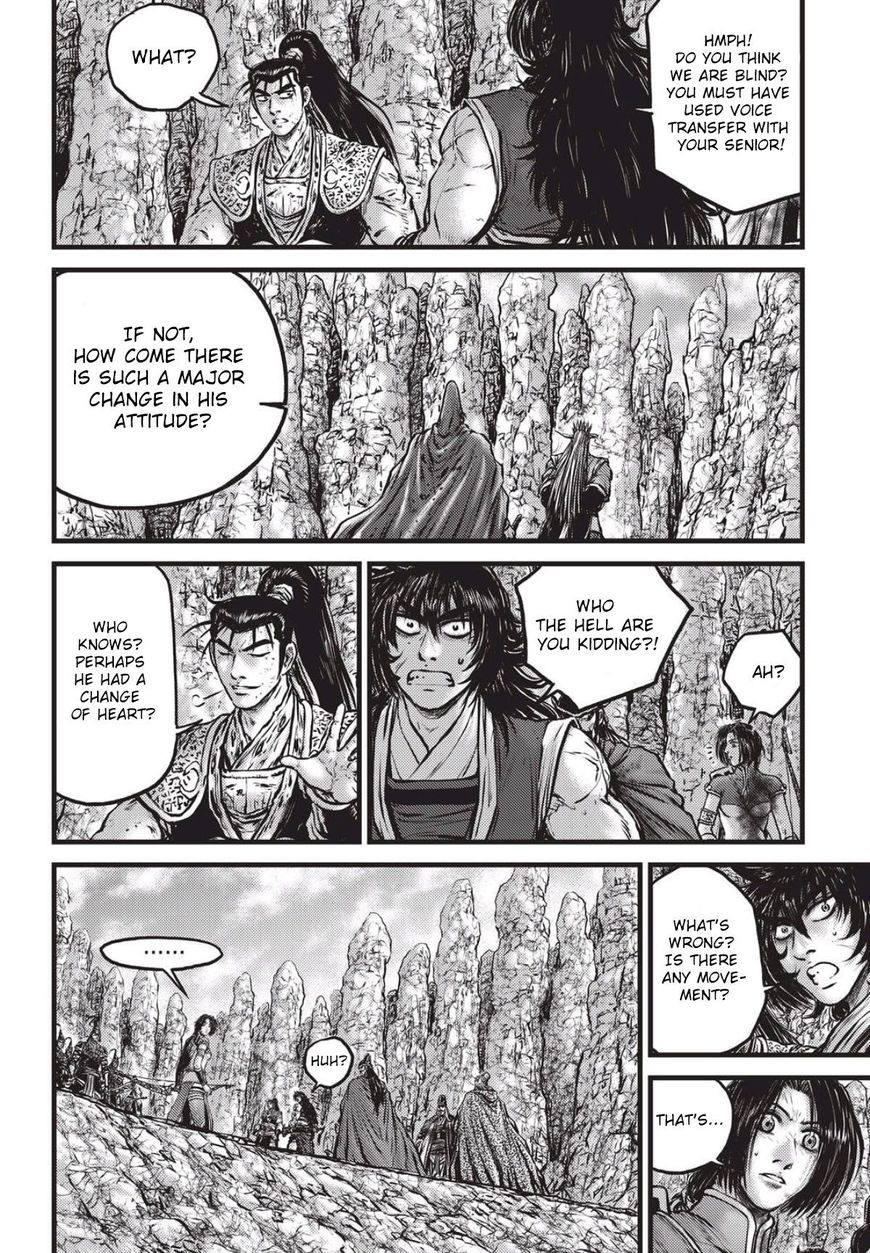 WHAT?
HMPH!
DO YOU THINK
WE ARE BLIND?
YOU MUST HAVE
USED VOICE
TRANSFER WITH
YOUR SENIOR!
IF NOT,
HOW COME THERE
IS SUCH A MAJOR
CHANGE IN HIS
ATTITUDE?
WHO
KNOWS?
PERHAPS
HE HAD A
CHANGE
OF HEART?
WHO
THE HELL ARE
YOU KIDDING?!
AH?
......
HUH?
WHAT'S
WRONG?
IS THERE
ANY MOVE-
MENT?
THAT'S...